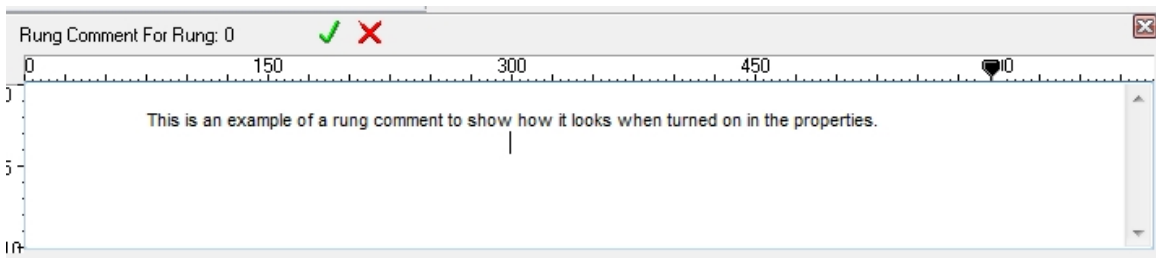 Rung Comment For Rung: 0
0 150 300 450
This is an example of a rung comment to show how it looks when turned on in the properties.